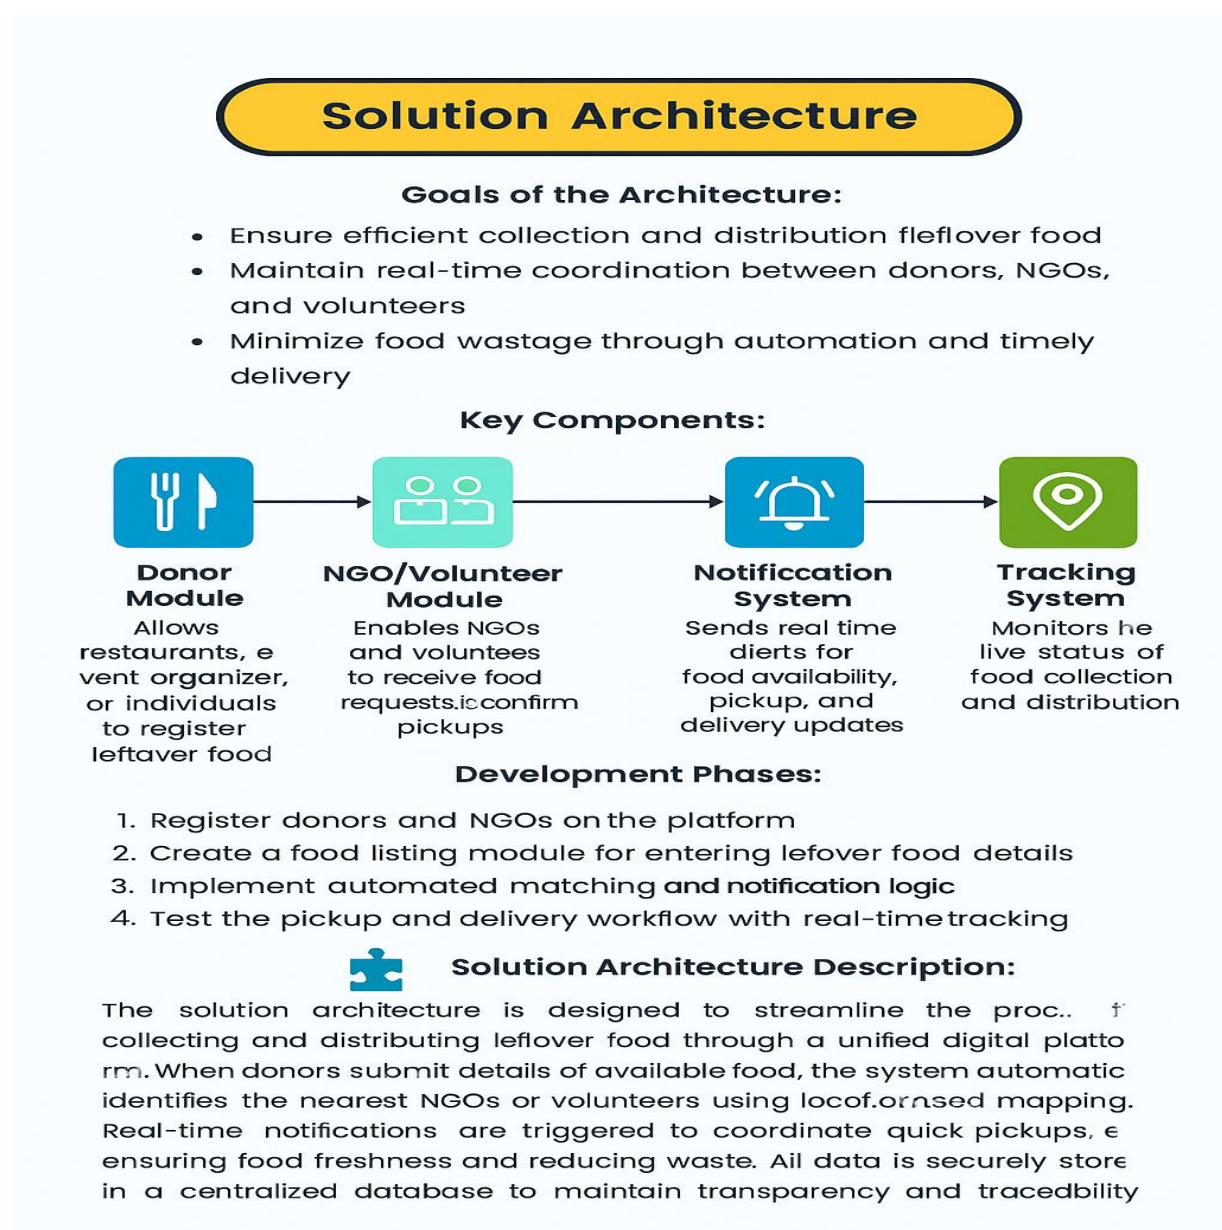 Solution Architecture
Goals of the Architecture:
• Ensure efficient collection and distribution fleflover food
• Maintain real-time coordination between donors, NGOs,
and volunteers
• Minimize food wastage through automation and timely
delivery
Key Components:
Donor
Module
Allows
restaurants, e
vent organizer,
or individuals
to register
leftaver food
NGO/Volunteer
Module
Enables NGOs
and voluntees
to receive food
requests.is confirm
pickups
Notificcation
System
Sends real time
dierts for
food availability,
pickup, and
delivery updates
Tracking
System
Monitors he
live status of
food collection
and distribution
Development Phases:
1. Register donors and NGOs on the platform
2. Create a food listing module for entering lefover food details
3. Implement automated matching and notification logic
4. Test the pickup and delivery workflow with real-time tracking
Solution Architecture Description:
The solution architecture is designed to streamline the proc..
collecting and distributing leflover food through a unified digital platto
rm. When donors submit details of available food, the system automatic
identifies the nearest NGOs or volunteers using mapping.
Real-time notifications are triggered to coordinate quick pickups, e
ensuring food freshness and reducing waste. Ail data is securely store
in a centralized database to maintain transparency and tracedbility